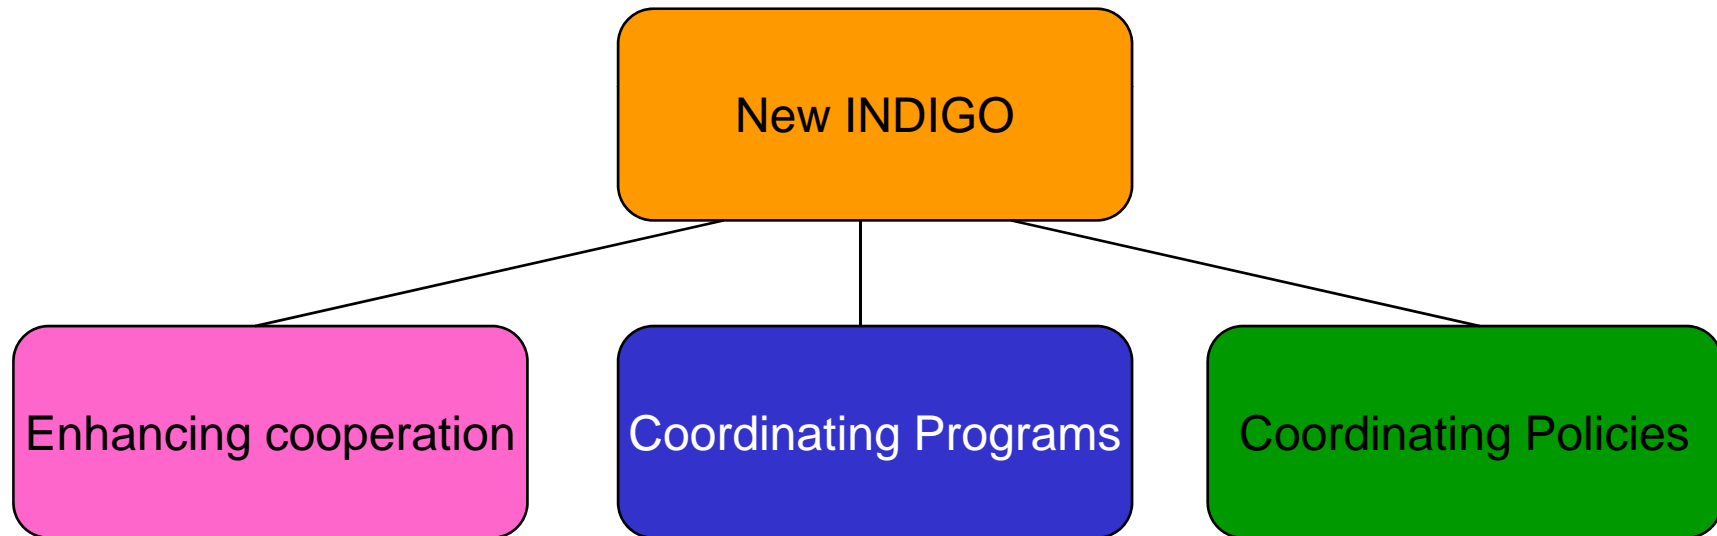 New INDIGO
Enhancing cooperation
Coordinating Programs
Coordinating Policies